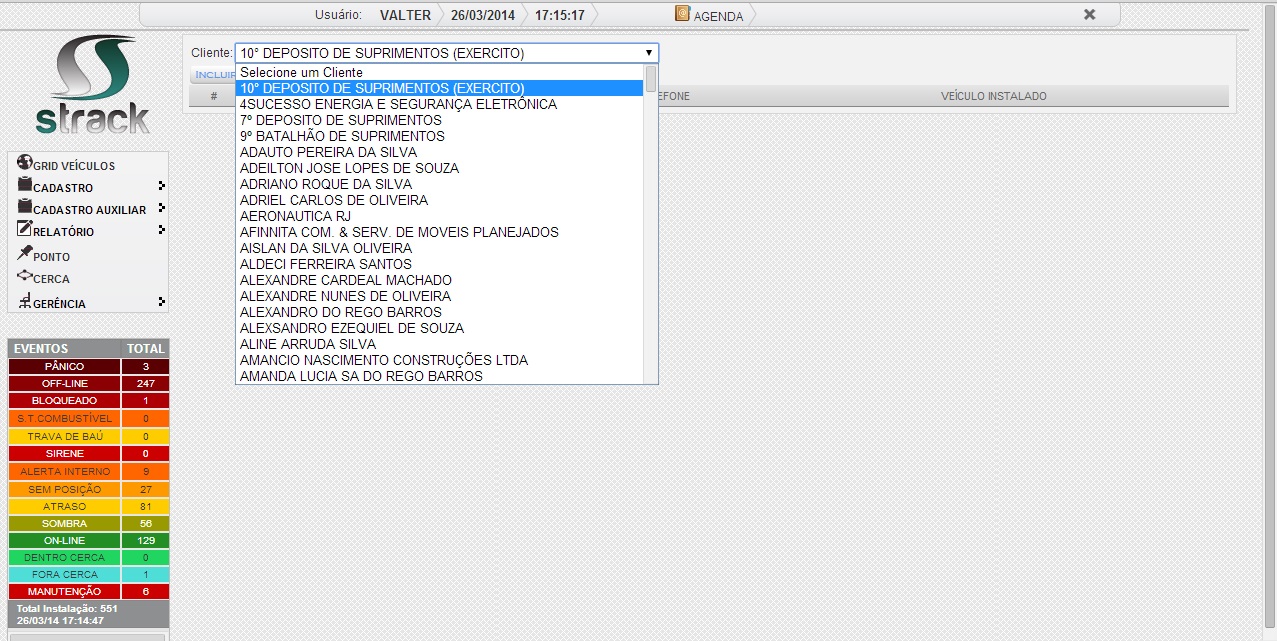 Usuário: VALTER 26/03/2014 17:15:17 AGENDA
strack
Cliente: 10° DEPOSITO DE SUPRIMENTOS (EXERCITO)
INCLUIR
# EFONE VEÍCULO INSTALADO
Selecione um Cliente
10° DEPOSITO DE SUPRIMENTOS (EXERCITO)
4SUCESSO ENERGIA E SEGURANÇA ELETRÔNICA
7º DEPOSITO DE SUPRIMENTOS
9º BATALHÃO DE SUPRIMENTOS
ADAUTO PEREIRA DA SILVA
ADEILTON JOSE LOPES DE SOUZA
ADRIANO ROQUE DA SILVA
ADRIEL CARLOS DE OLIVEIRA
AERONAUTICA RJ
AFINNITA COM. & SERV. DE MOVEIS PLANEJADOS
AISLAN DA SILVA OLIVEIRA
ALDECI FERREIRA SANTOS
ALEXANDRE CARDEAL MACHADO
ALEXANDRE NUNES DE OLIVEIRA
ALEXANDRO DO REGO BARROS
ALEXSANDRO EZEQUIEL DE SOUZA
ALINE ARRUDA SILVA
AMANCIO NASCIMENTO CONSTRUÇÕES LTDA
AMANDA LUCIA SA DO REGO BARROS
GRID VEÍCULOS
CADASTRO
CADASTRO AUXILIAR
RELATÓRIO
PONTO
CERCA
GERÊNCIA
EVENTOS TOTAL
PÂNICO 3
OFF-LINE 247
BLOQUEADO 1
S.T.COMBUSTÍVEL 0
TRAVA DE BAÚ 0
SIRENE 0
ALERTA INTERNO 9
SEM POSIÇÃO 27
ATRASO 81
SOMBRA 56
ON-LINE 129
DENTRO CERCA 0
FORA CERCA 1
MANUTENÇÃO 6
Total Instalação: 551
26/03/14 17:14:47